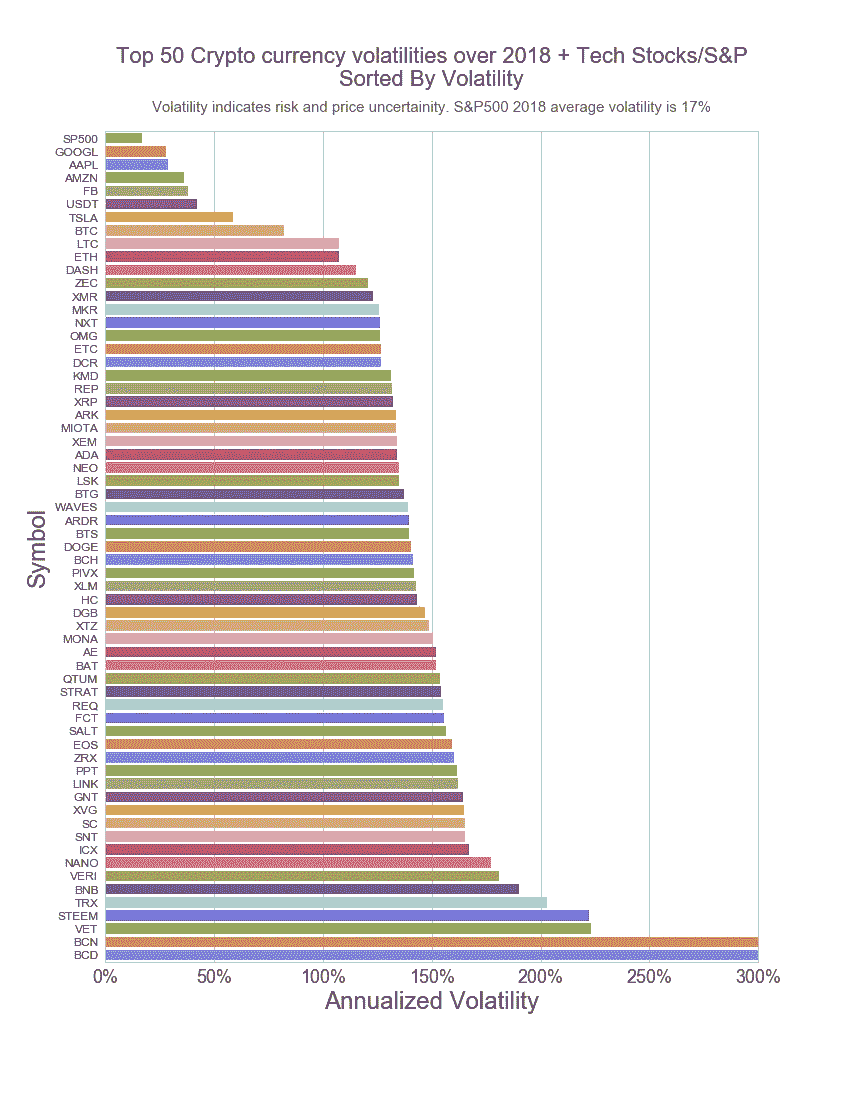 Top 50 Crypto currency volatilities over 2018 + Tech Stocks/S&P
Sorted By Volatility
Volatility indicates risk and price uncertainity. S&P500 2018 average volatility is 17%
Symbol
SP500
GOOGL
AAPL
AMZN
FB
USDT
TSLA
BTC
LTC
ETH
DASH
ZEC
XMR
MKR
NXT
OMG
ETC
DCR
KMD
REP
XRP
ARK
MIOTA
XEM
ADA
NEO
LSK
BTG
WAVES
ARDR
BTS
DOGE
BCH
PIVX
XLM
HC
DGB
XTZ
MONA
AE
BAT
QTUM
STRAT
REQ
FCT
SALT
EOS
ZRX
PPT
LINK
GNT
XVG
SC
SNT
ICX
NANO
VERI
BNB
TRX
STEEM
VET
BCN
BCD
0% 50% 100% 150% 200% 250% 300%
Annualized Volatility